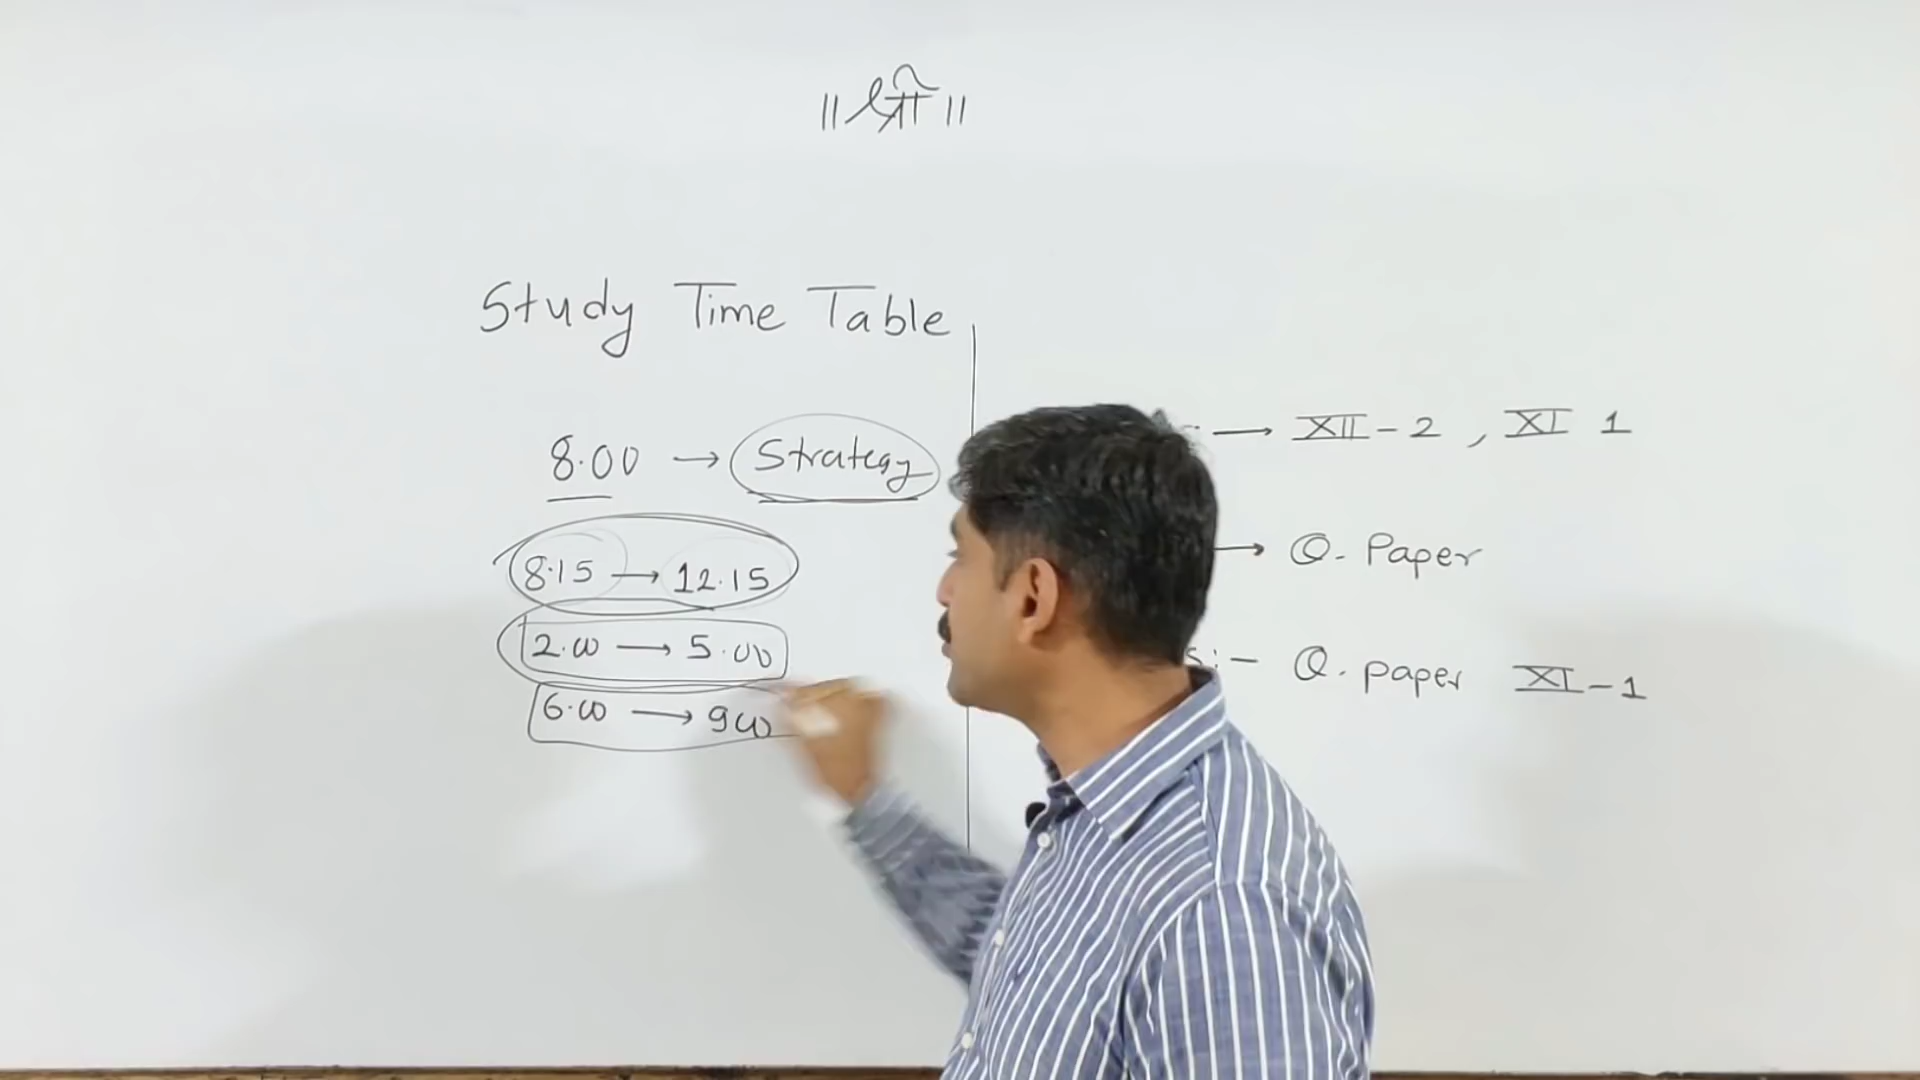 ॥ श्री ॥
Study Time Table
8.00 → Strategy
8.15 → 12.15
2.00 → 5.00
6.00 → 9 00
→ XII - 2 , XI 1
→ Q. Paper
s:- Q. paper XI - 1